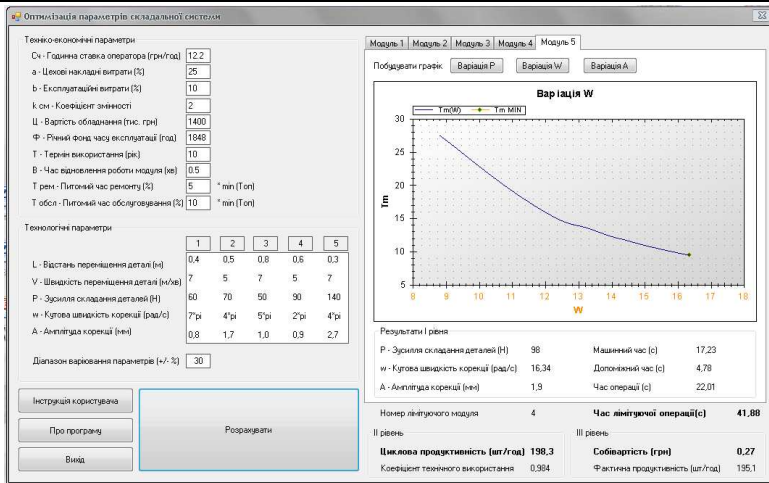 Оптимізація параметрів складальної системи
Техніко-економічні параметри
Сч - Годинна ставка оператора (грн/год) 12.2
a - Цехові накладні витрати (%) 25
b - Експлуатаційні витрати (%) 10
k см - Коефіцієнт змінності 2
Ц - Вартість обладнання (тис. грн) 1400
Ф - Річний фонд часу експлуатації (год) 1848
Т - Термін використання (рік) 10
В - Час відновлення роботи модуля (хв) 0.5
Т рем - Питомий час ремонту (%) 5 * min (Tоп)
Т обсл - Питомий час обслуговування (%) 10 * min (Tоп)
Технологічні параметри
1 2 3 4 5
L - Відстань переміщення деталі (м) 0,4 0,5 0,8 0,6 0,3
V - Швидкість переміщення деталі (м/хв) 7 5 7 5 7
P - Зусилля складання деталей (Н) 60 70 50 90 140
w - Кутова швидкість корекції (рад/с) 7*pi 4*pi 5*pi 2*pi 4*pi
A - Амплітуда корекції (мм) 0,8 1,7 1,0 0,9 2,7
Діапазон варіювання параметрів (+/- %) 30
Інструкція користувача
Про програму
Вихід
Розрахувати
Модуль 1 Модуль 2 Модуль 3 Модуль 4 Модуль 5
Побудувати графік Варіація P Варіація W Варіація A
Варіація W
Tm(W) Tm MIN
30
25
20
15
10
5
Tm
8 9 10 11 12 13 14 15 16 17 18
W
Результати I рівня
P - Зусилля складання деталей (Н) 98 Машинний час (с) 17,23
w - Кутова швидкість корекції (рад/с) 16,34 Допоміжний час (с) 4,78
A - Амплітуда корекції (мм) 1,9 Час операції (с) 22,01
Номер лімітуючого модуля 4 Час лімітуючої операції(с) 41,88
II рівень
Циклова продуктивність (шт/год) 198,3
Коефіцієнт технічного використання 0,984
III рівень
Собівартість (грн) 0,27
Фактична продуктивність (шт/год) 195,1